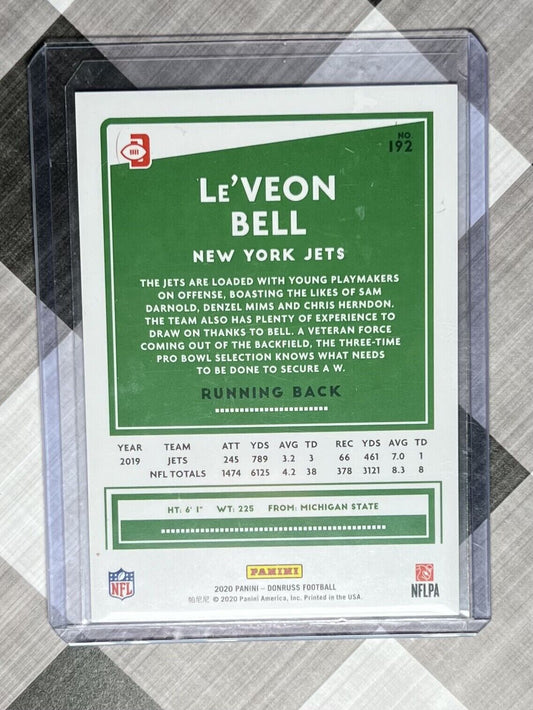 NO.
192
LE'VEON
BELL
NEW YORK JETS
THE JETS ARE LOADED WITH YOUNG PLAYMAKERS
ON OFFENSE, BOASTING THE LIKES OF SAM
DARNOLD, DENZEL MIMS AND CHRIS HERNDON.
THE TEAM ALSO HAS PLENTY OF EXPERIENCE TO
DRAW ON THANKS TO BELL. A VETERAN FORCE
COMING OUT OF THE BACKFIELD, THE THREE-TIME
PRO BOWL SELECTION KNOWS WHAT NEEDS
TO BE DONE TO SECURE A W.
RUNNING BACK
YEAR TEAM ATT YDS AVG TD REC YDS AVG TD
2019 JETS 245 789 3.2 3 66 461 7.0 1
NFL TOTALS 1474 6125 4.2 38 378 3121 8.3 8
HT: 6' 1" WT: 225 FROM: MICHIGAN STATE
NFL
PANINI
2020 PANINI – DONRUSS FOOTBALL
帕尼尼 © 2020 Panini America, Inc. Printed in the USA.
NFLPA